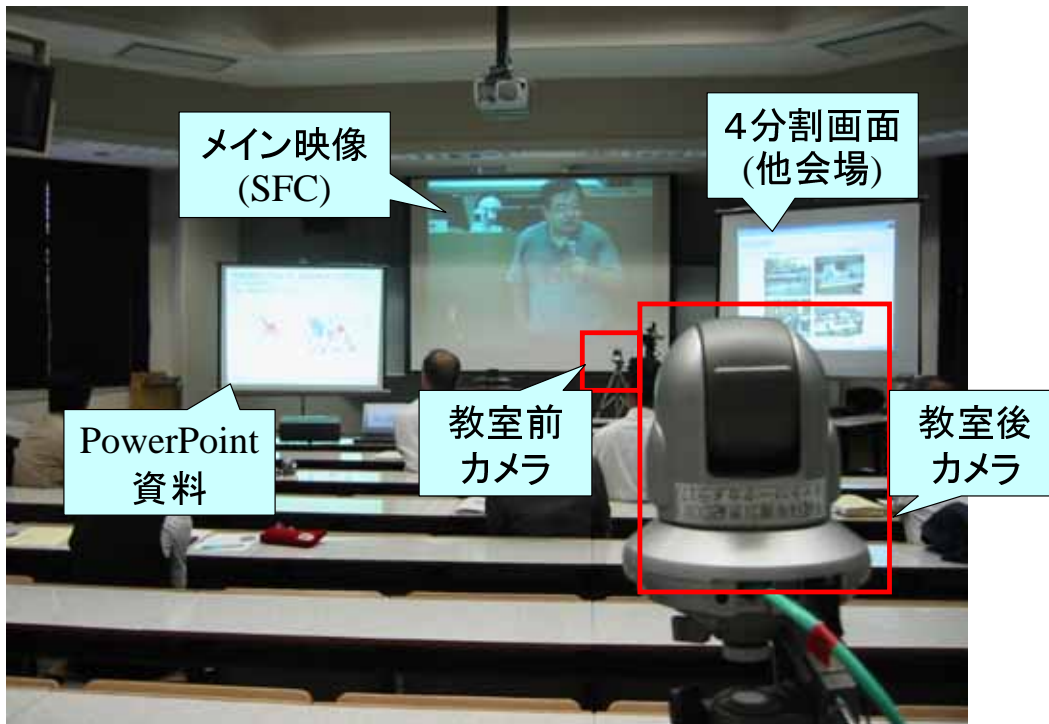 メイン映像
(SFC)
４分割画面
(他会場)
PowerPoint
資料
教室前
カメラ
教室後
カメラ